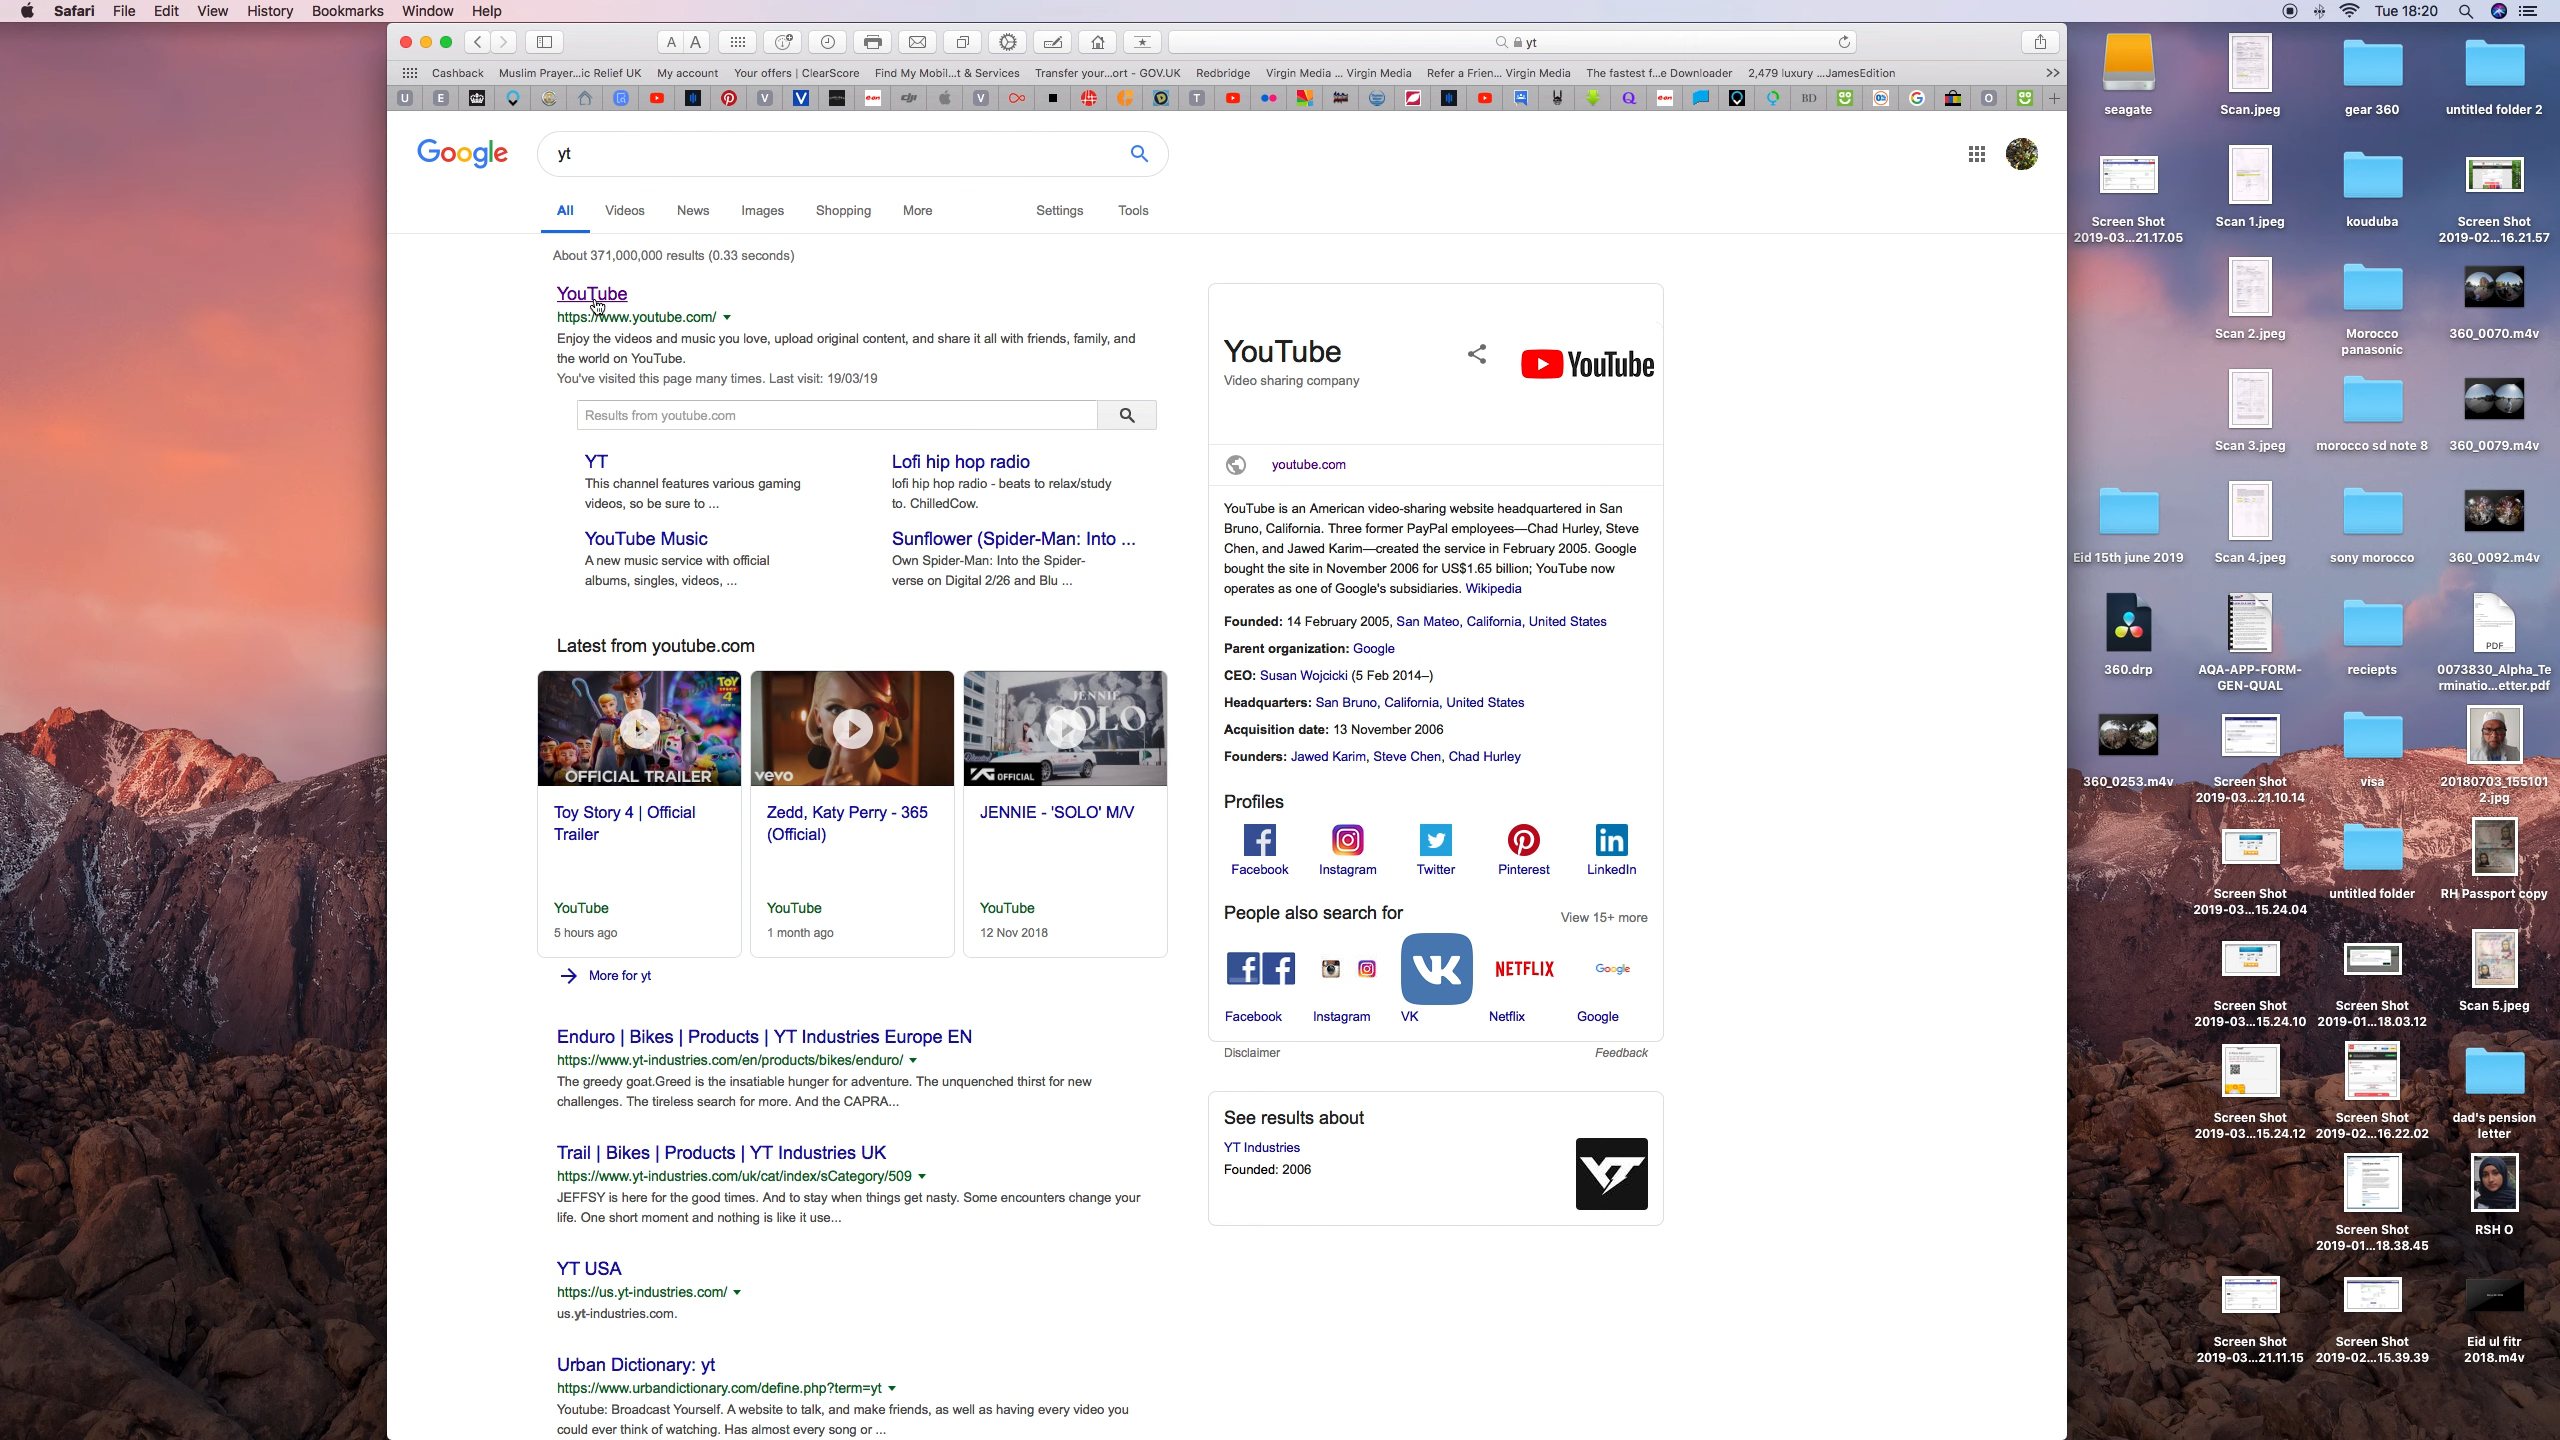 Safari File Edit View History Bookmarks Window Help
Tue 18:20
yt
Cashback Muslim Prayer...ic Relief UK My account Your offers | ClearScore Find My Mobil...t & Services Transfer your...ort - GOV.UK Redbridge Virgin Media ... Virgin Media Refer a Frien... Virgin Media The fastest f...e Downloader 2,479 luxury ...JamesEdition
Google
yt
All Videos News Images Shopping More Settings Tools
About 371,000,000 results (0.33 seconds)
YouTube
https://www.youtube.com/
Enjoy the videos and music you love, upload original content, and share it all with friends, family, and
the world on YouTube.
You've visited this page many times. Last visit: 19/03/19
Results from youtube.com
YT
This channel features various gaming
videos, so be sure to ...
Lofi hip hop radio
lofi hip hop radio - beats to relax/study
to. ChilledCow.
YouTube Music
A new music service with official
albums, singles, videos, ...
Sunflower (Spider-Man: Into ...
Own Spider-Man: Into the Spider-
verse on Digital 2/26 and Blu ...
Latest from youtube.com
TOY STORY 4
OFFICIAL TRAILER
vevo
JENNIE
SOLO
YG OFFICIAL
Toy Story 4 | Official
Trailer
YouTube
5 hours ago
Zedd, Katy Perry - 365
(Official)
YouTube
1 month ago
JENNIE - 'SOLO' M/V
YouTube
12 Nov 2018
More for yt
Enduro | Bikes | Products | YT Industries Europe EN
https://www.yt-industries.com/en/products/bikes/enduro/
The greedy goat.Greed is the insatiable hunger for adventure. The unquenched thirst for new
challenges. The tireless search for more. And the CAPRA...
Trail | Bikes | Products | YT Industries UK
https://www.yt-industries.com/uk/cat/index/sCategory/509
JEFFSY is here for the good times. And to stay when things get nasty. Some encounters change your
life. One short moment and nothing is like it use...
YT USA
https://us.yt-industries.com/
us.yt-industries.com.
Urban Dictionary: yt
https://www.urbandictionary.com/define.php?term=yt
Youtube: Broadcast Yourself. A website to talk, and make friends, as well as having every video you
could ever think of watching. Has almost every song or ...
YouTube
Video sharing company
YouTube
youtube.com
YouTube is an American video-sharing website headquartered in San
Bruno, California. Three former PayPal employees—Chad Hurley, Steve
Chen, and Jawed Karim—created the service in February 2005. Google
bought the site in November 2006 for US$1.65 billion; YouTube now
operates as one of Google's subsidiaries. Wikipedia
Founded: 14 February 2005, San Mateo, California, United States
Parent organization: Google
CEO: Susan Wojcicki (5 Feb 2014–)
Headquarters: San Bruno, California, United States
Acquisition date: 13 November 2006
Founders: Jawed Karim, Steve Chen, Chad Hurley
Profiles
Facebook Instagram Twitter Pinterest LinkedIn
People also search for
View 15+ more
NETFLIX
Google
Facebook Instagram VK Netflix Google
Disclaimer
Feedback
See results about
YT Industries
Founded: 2006
YT
seagate Scan.jpeg gear 360 untitled folder 2
Screen Shot
2019-03...21.17.05
Scan 1.jpeg
kouduba
Screen Shot
2019-02...16.21.57
Scan 2.jpeg
Morocco
panasonic
360_0070.m4v
Scan 3.jpeg morocco sd note 8 360_0079.m4v
Eid 15th june 2019 Scan 4.jpeg sony morocco 360_0092.m4v
360.drp
AQA-APP-FORM-
GEN-QUAL
reciepts
PDF
0073830_Alpha_Te
rminatio...etter.pdf
360_0253.m4v
Screen Shot
2019-03...21.10.14
visa
20180703_155101
2.jpg
Screen Shot
2019-03...15.24.04
untitled folder
RH Passport copy
Screen Shot
2019-03...15.24.10
Screen Shot
2019-01...18.03.12
Scan 5.jpeg
Screen Shot
2019-03...15.24.12
Screen Shot
2019-02...16.22.02
dad's pension
letter
Screen Shot
2019-01...18.38.45
RSH O
Screen Shot
2019-03...21.11.15
Screen Shot
2019-02...15.39.39
Eid ul fitr
2018.m4v